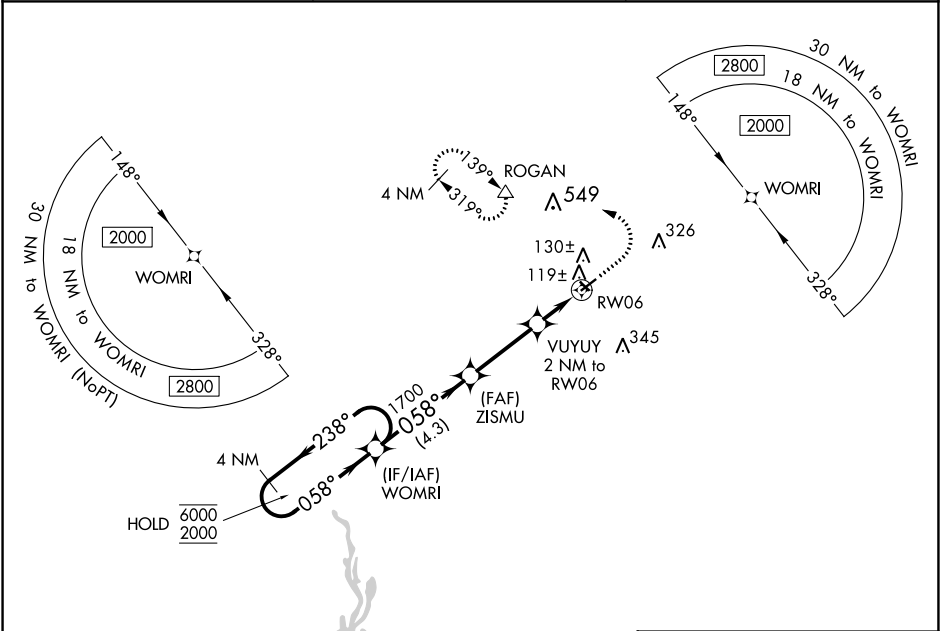 30 NM to WOMRI
18 NM to WOMRI
2800
2000
148°
WOMRI
328°
148°
2000
WOMRI
328°
18 NM to WOMRI
30 NM to WOMRI (NoPT)
2800
139°
ROGAN
4 NM
319°
549
326
130±
119±
RW06
VUYUY
2 NM to
RW06
345
(FAF)
ZISMU
1700
058°
(4.3)
238°
4 NM
058°
(IF/IAF)
WOMRI
HOLD
6000
2000